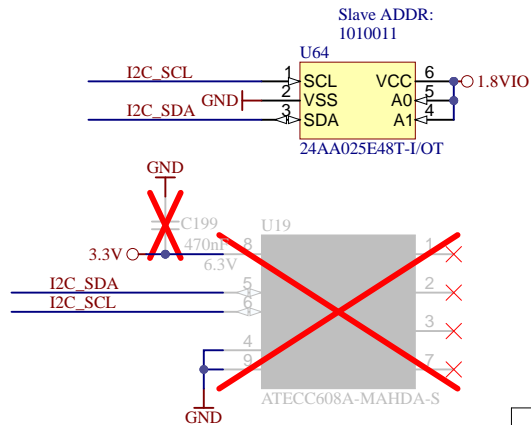 Slave ADDR:
1010011
U64
I2C_SCL 1 SCL VCC 6 1.8VIO
GND 2 VSS A0 5
I2C_SDA 3 SDA A1 4
24AA025E48T-I/OT
GND
C199
470nF
6.3V
U19
3.3V 8 1
I2C_SDA 5 2
I2C_SCL 6 3
4
9 7
GND
ATECC608A-MAHDA-S